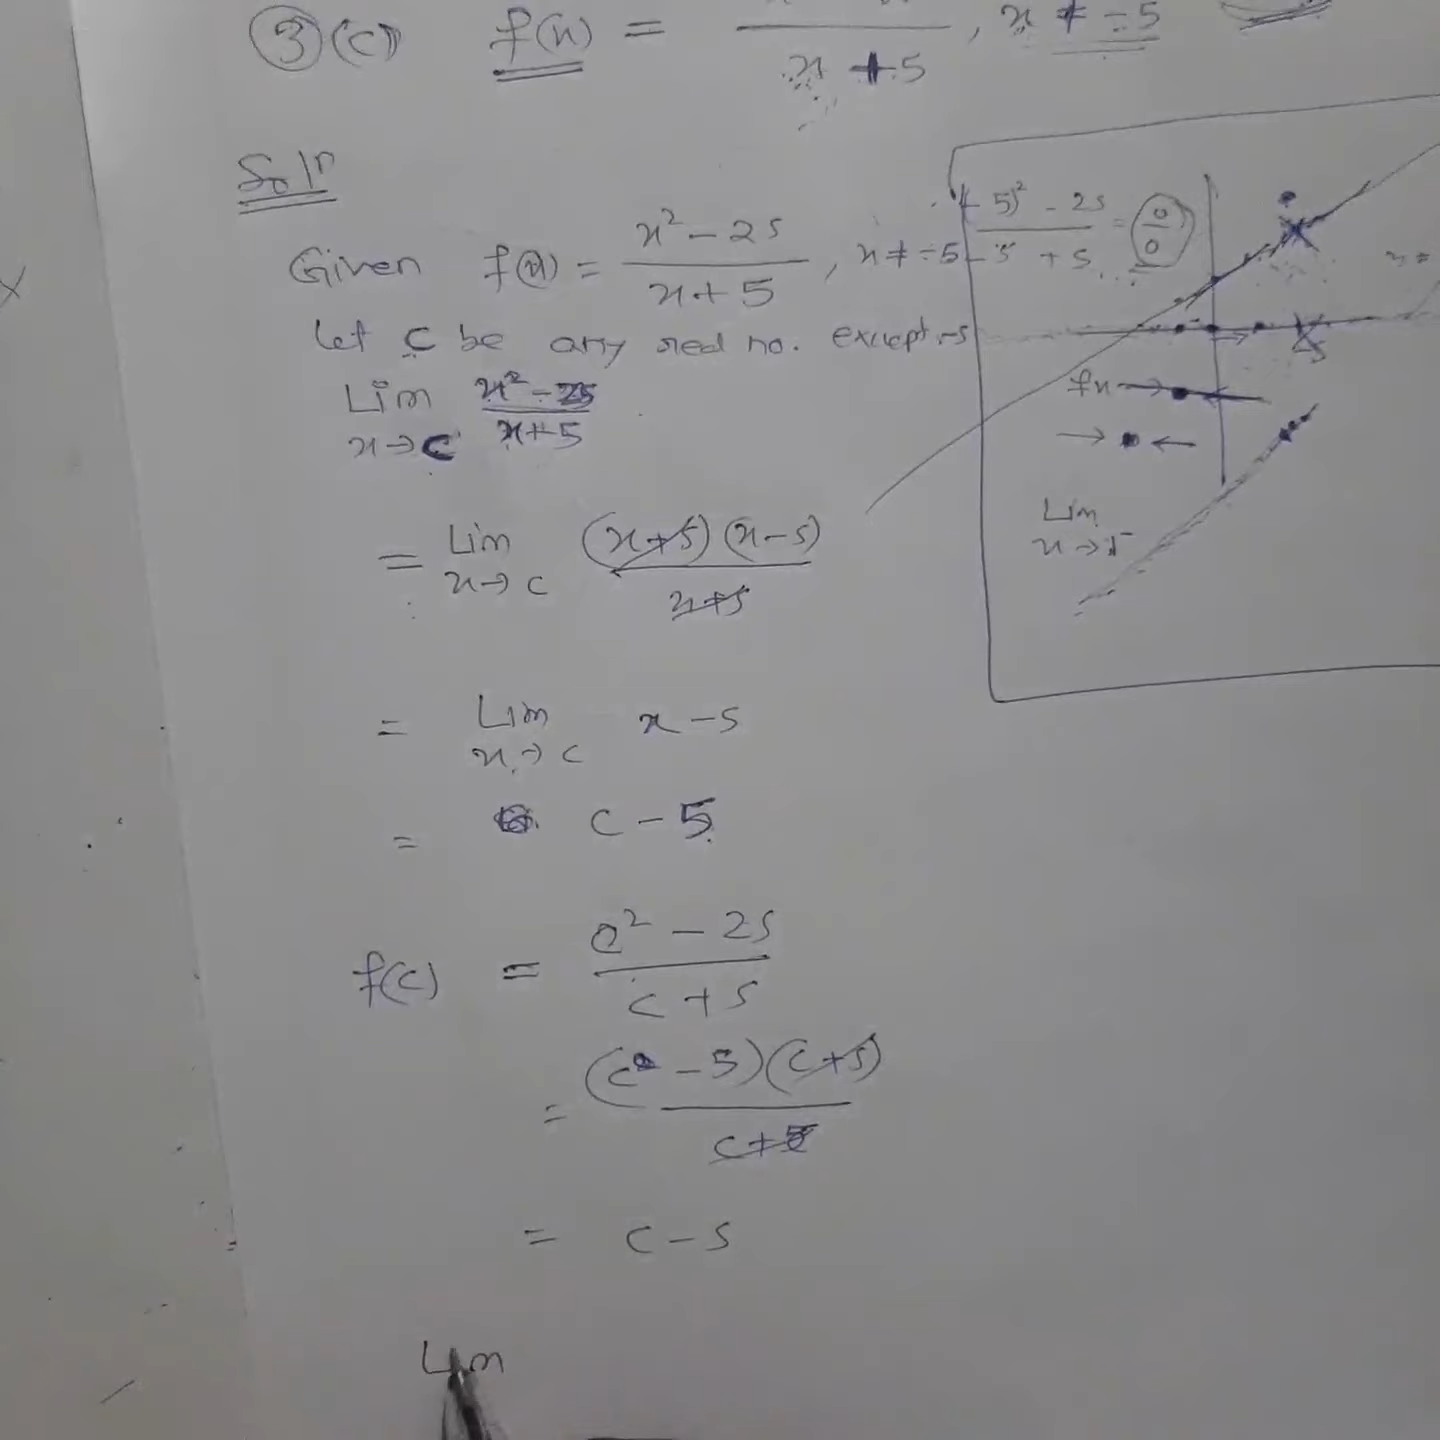 ③(c) f(x) = ‾‾‾ / x + 5 , x ≠ -5
Soln
Given f(x) = x² - 25 / x + 5 , x ≠ -5
Let c be any real no. except -5
Lim x→c x² - 25 / x + 5
= Lim x→c (x+5)(x-5) / x+5
= Lim x→c x - 5
= c - 5
f(c) = c² - 25 / c + 5
= (c - 5)(c+5) / c+5
= c - 5
Lim
(-5)² - 25 / -5 + 5 = 0/0
fx
Lim x→